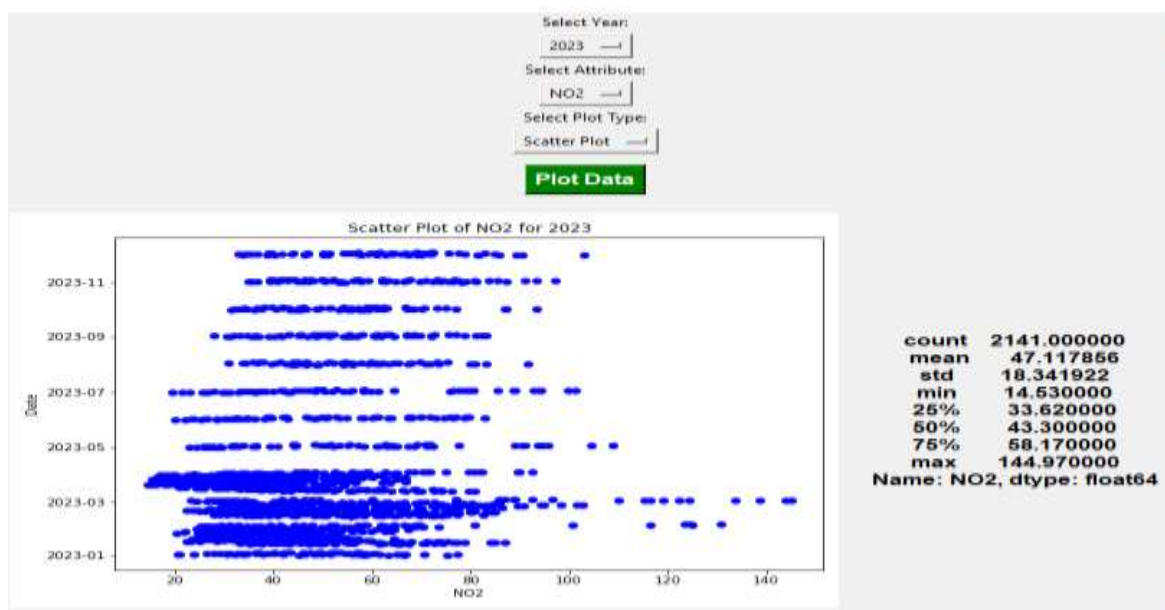 Select Year:
2023
Select Attribute:
NO2
Select Plot Type:
Scatter Plot
Plot Data
Scatter Plot of NO2 for 2023
2023-11
2023-09
2023-07
Date
2023-05
2023-03
2023-01
20 40 60 80 100 120 140
NO2
count 2141.000000
mean 47.117856
std 18.341922
min 14.530000
25% 33.620000
50% 43.300000
75% 58.170000
max 144.970000
Name: NO2, dtype: float64